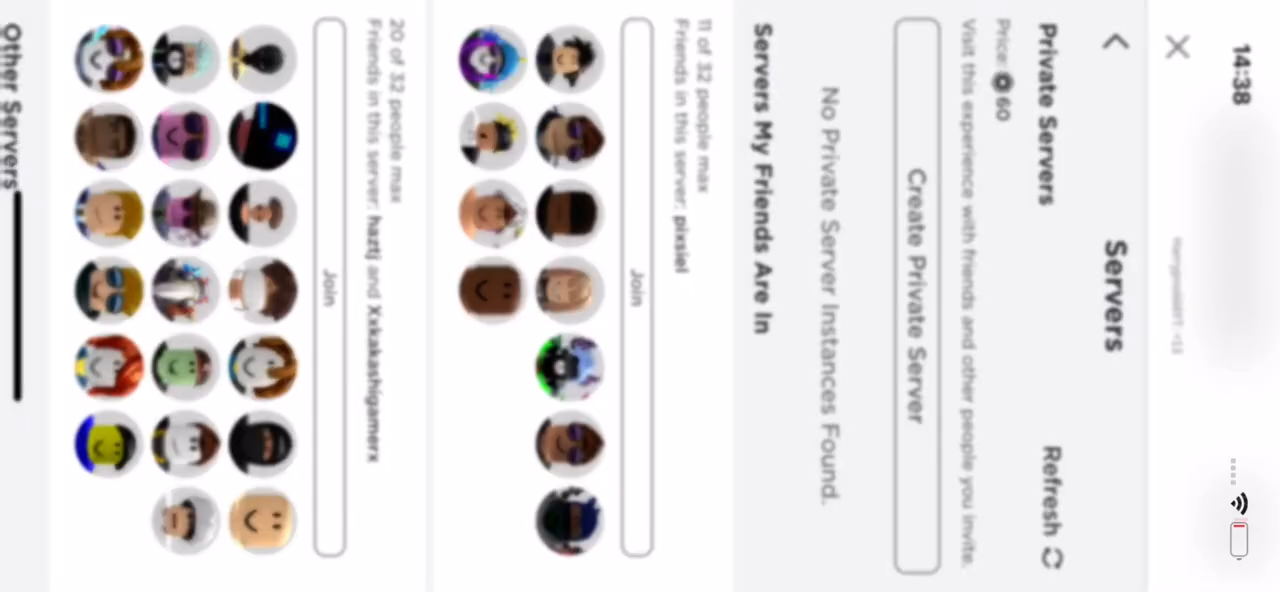 14:38
Servers
Private Servers
Refresh
Price: 60
Visit this experience with friends and other people you invite.
Create Private Server
No Private Server Instances Found.
Servers My Friends Are In
11 of 32 people max
Friends in this server: pixsiel
Join
20 of 32 people max
Friends in this server: haztj and Xxkakashigamerx
Join
Other Servers